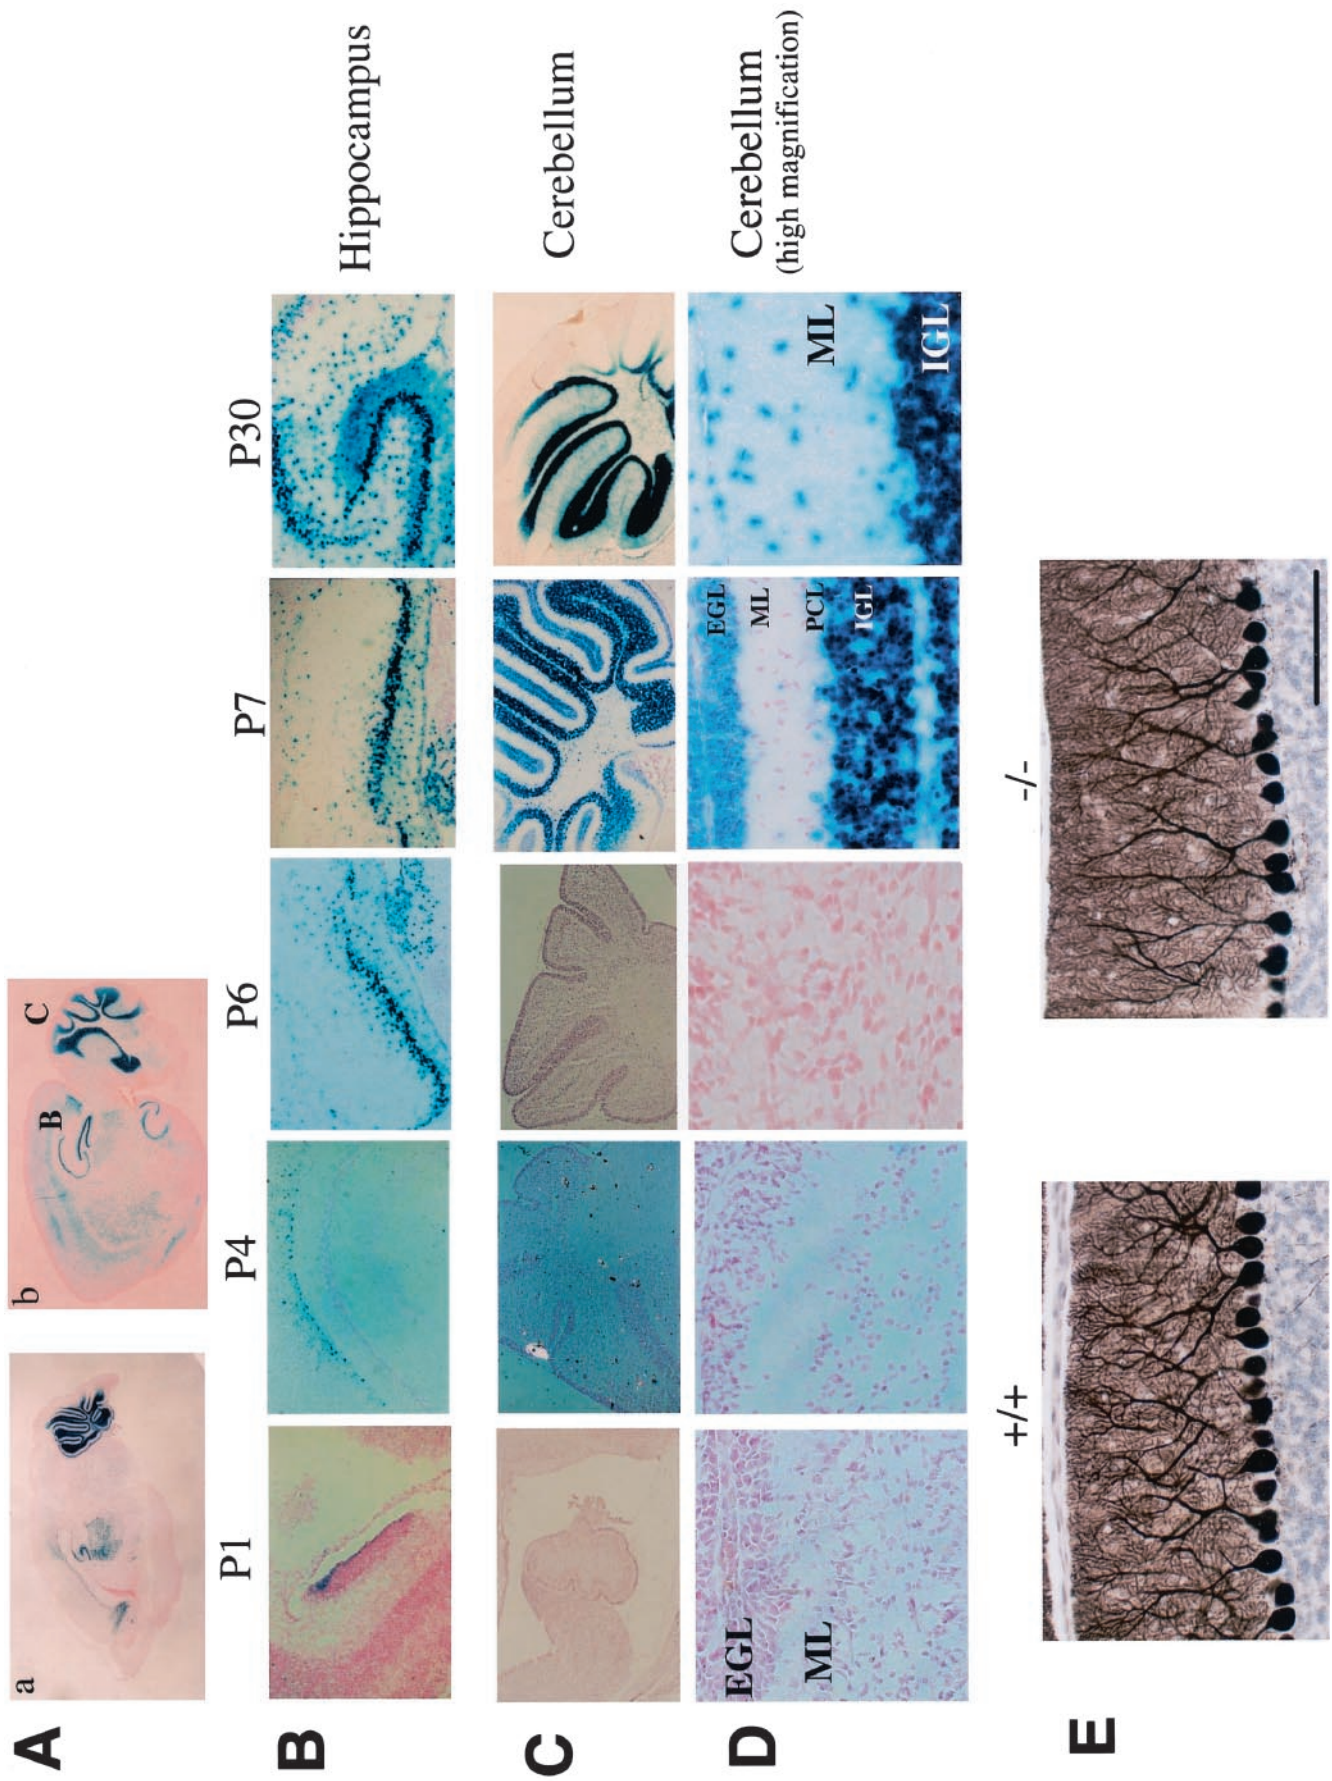 A
a
b
B
C
P1
P4
P6
P7
P30
B
Hippocampus
C
Cerebellum
D
EGL
ML
EGL
ML
PCL
IGL
ML
IGL
Cerebellum
(high magnification)
E
+/+
-/-